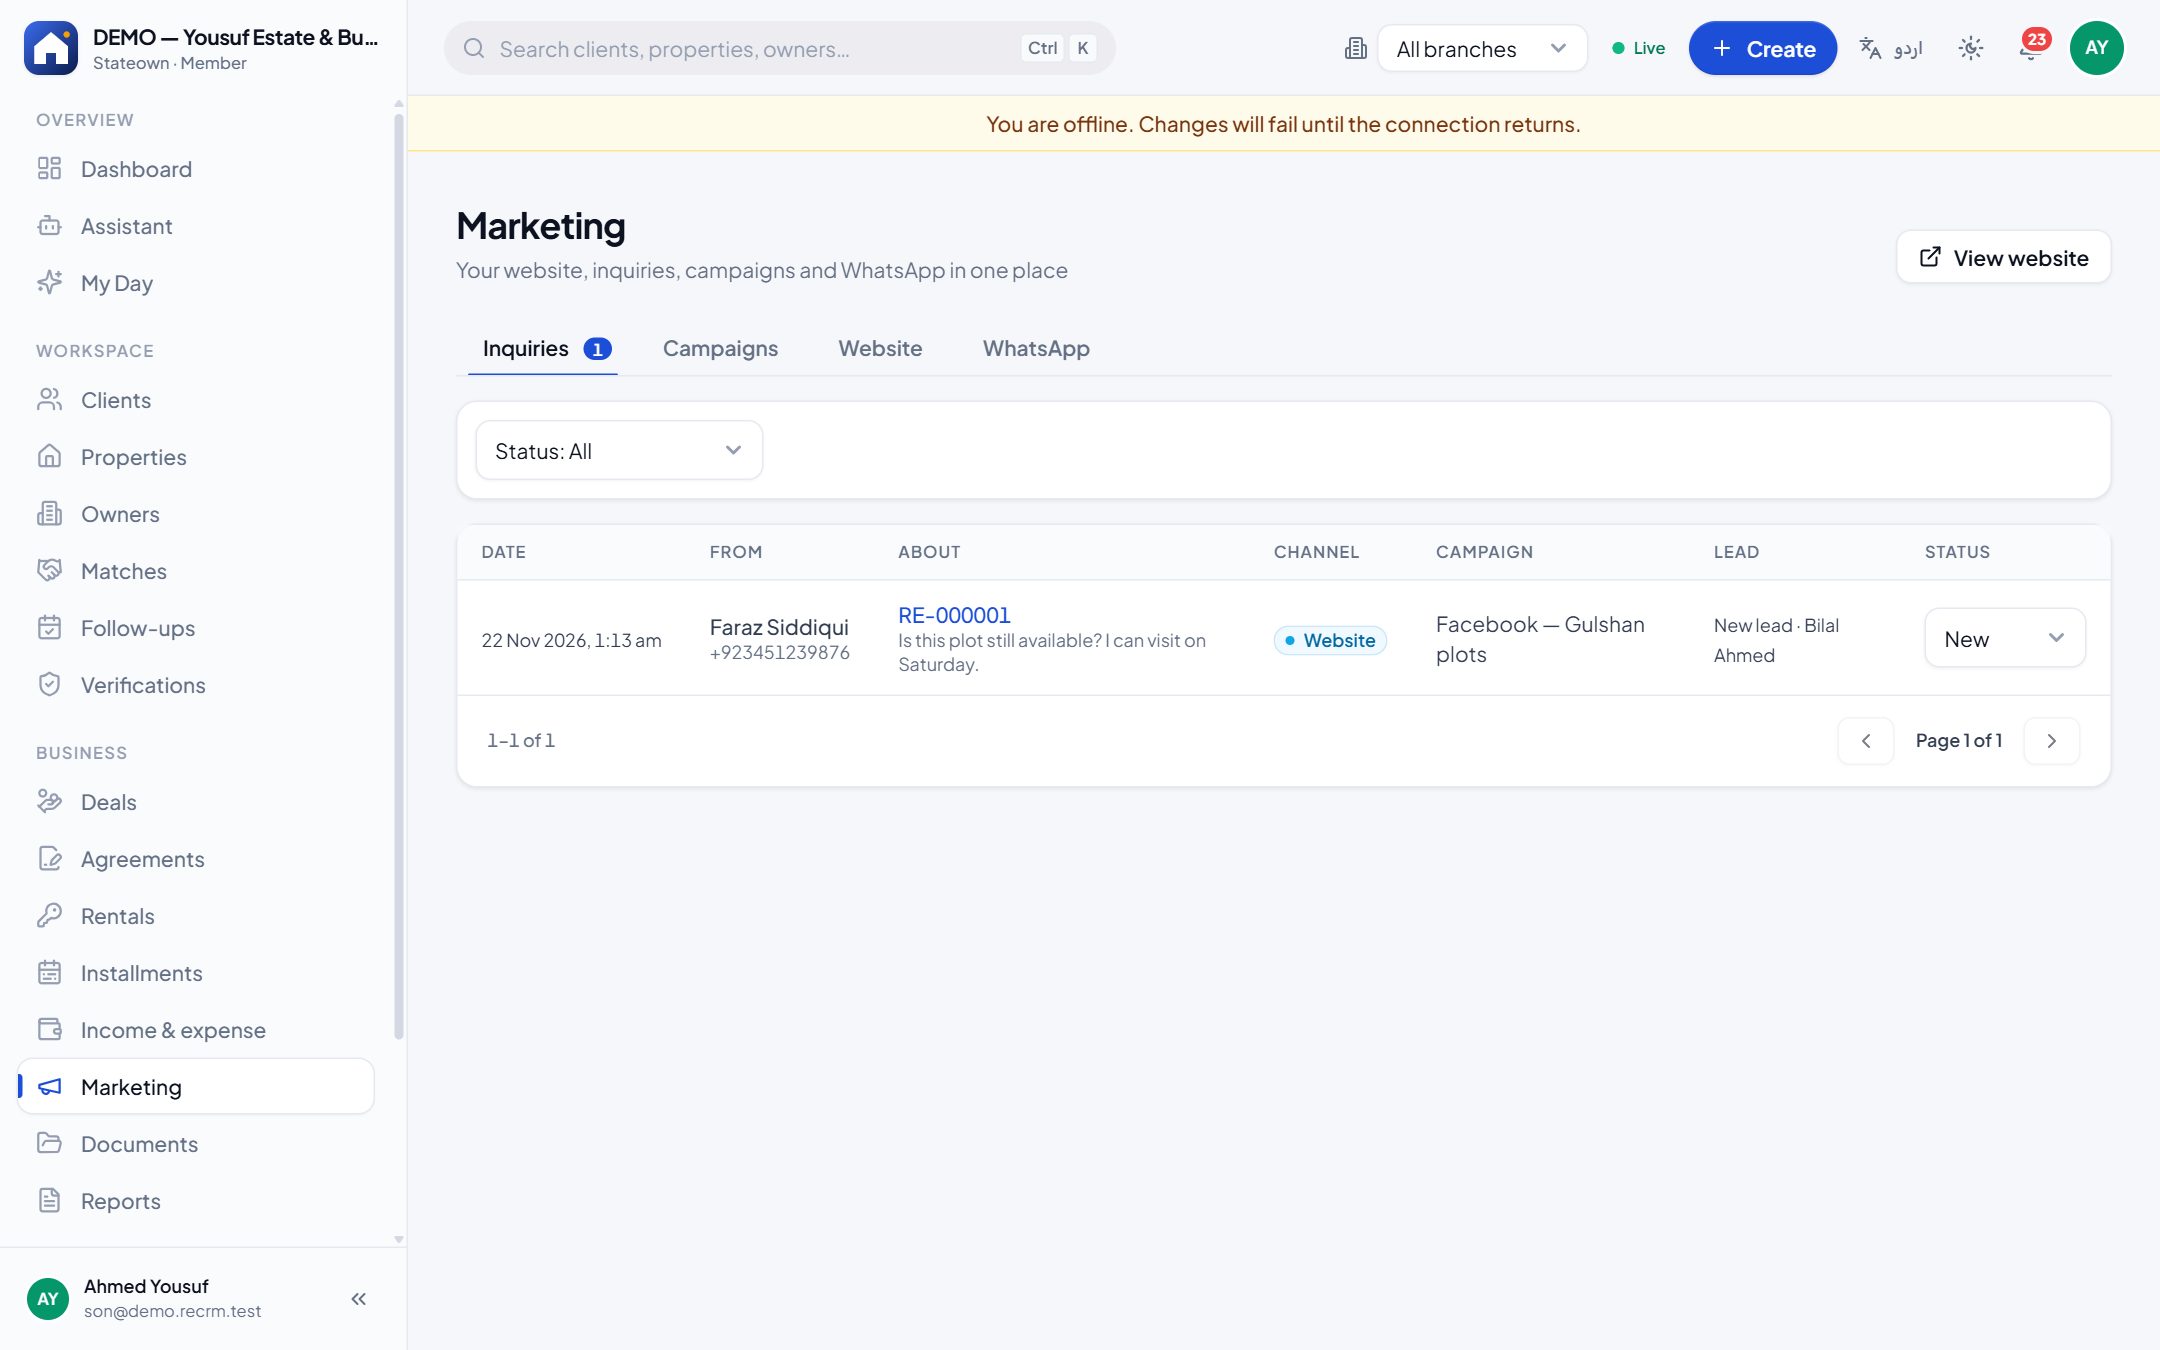 DEMO — Yousuf Estate & Bu...
Stateown · Member
Search clients, properties, owners...
Ctrl K
All branches
Live
Create
اردو
23
AY
You are offline. Changes will fail until the connection returns.
OVERVIEW
Dashboard
Assistant
My Day
WORKSPACE
Clients
Properties
Owners
Matches
Follow-ups
Verifications
BUSINESS
Deals
Agreements
Rentals
Installments
Income & expense
Marketing
Documents
Reports
AY
Ahmed Yousuf
son@demo.recrm.test
Marketing
Your website, inquiries, campaigns and WhatsApp in one place
View website
Inquiries 1 Campaigns Website WhatsApp
Status: All
DATE FROM ABOUT CHANNEL CAMPAIGN LEAD STATUS
22 Nov 2026, 1:13 am
Faraz Siddiqui
+923451239876
RE-000001
Is this plot still available? I can visit on
Saturday.
Website
Facebook — Gulshan
plots
New lead · Bilal
Ahmed
New
1–1 of 1
Page 1 of 1